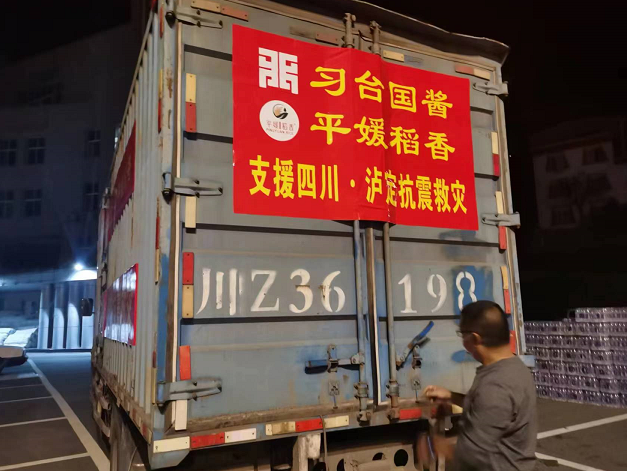 习台国酱
平媛稻香
支援四川·泸定抗震救灾
川Z36 198